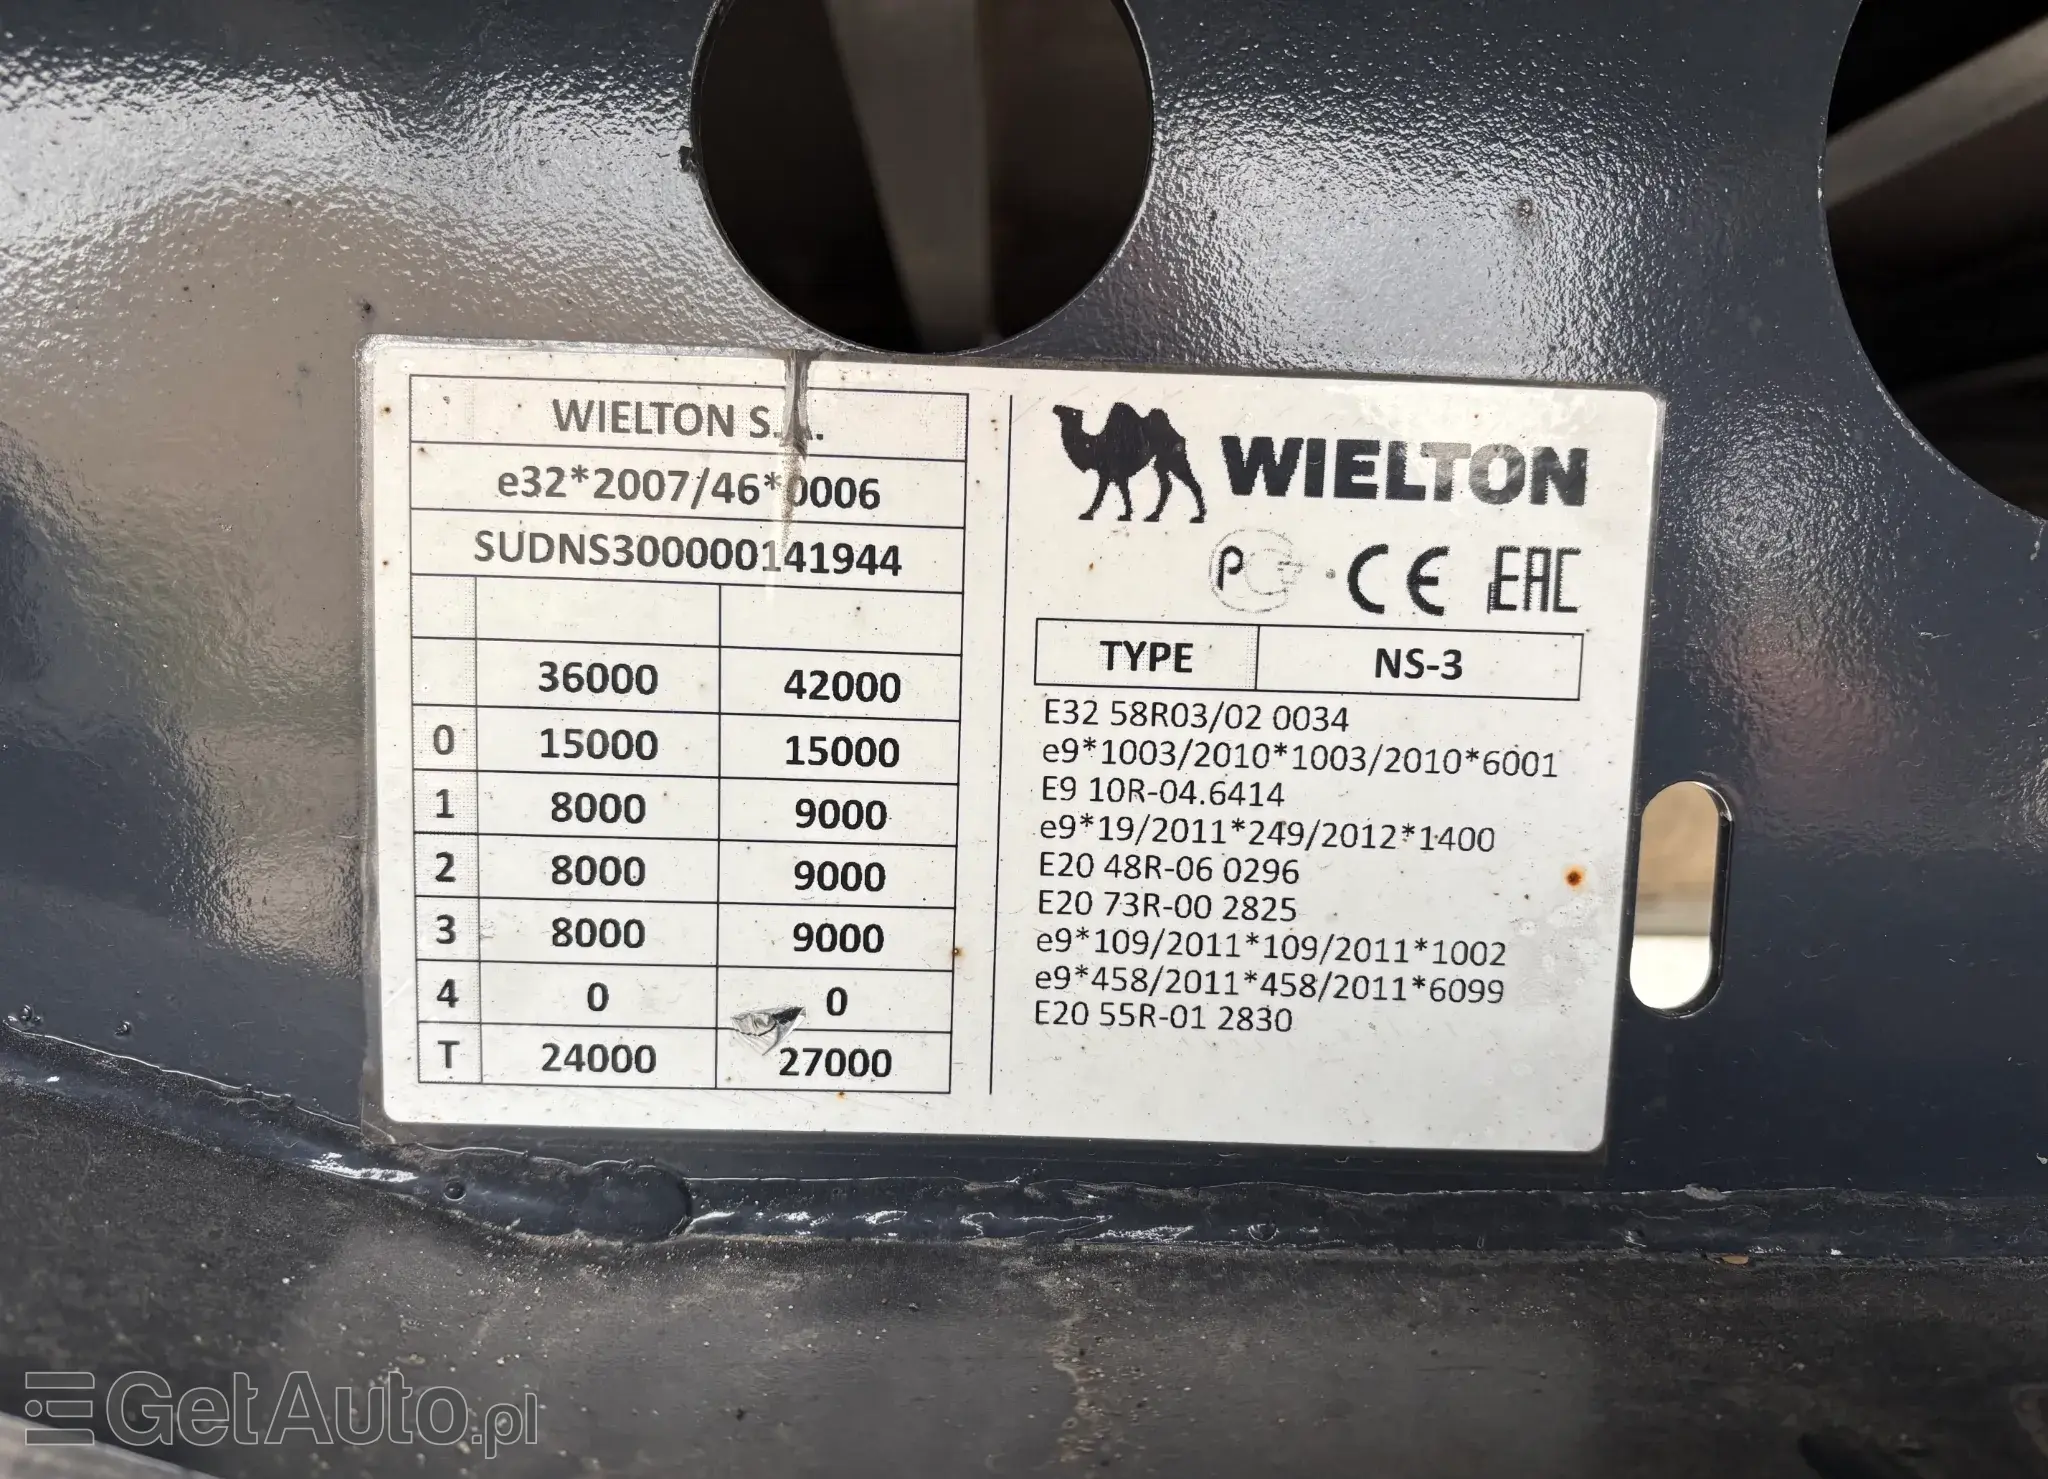 WIELTON S.A.
e32*2007/46*0006
SUDNS300000141944
36000 42000
0 15000 15000
1 8000 9000
2 8000 9000
3 8000 9000
4 0 0
T 24000 27000
WIELTON
CE EAC
TYPE NS-3
E32 58R03/02 0034
e9*1003/2010*1003/2010*6001
E9 10R-04.6414
e9*19/2011*249/2012*1400
E20 48R-06 0296
E20 73R-00 2825
e9*109/2011*109/2011*1002
e9*458/2011*458/2011*6099
E20 55R-01 2830
GetAuto.pl